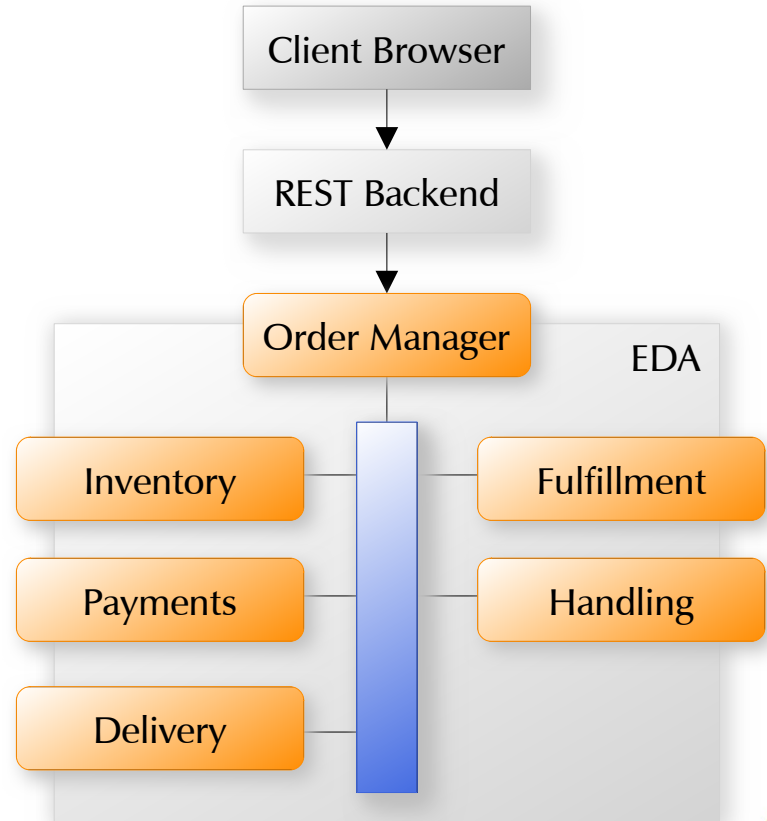 Client Browser
REST Backend
Order Manager
EDA
Inventory
Fulfillment
Payments
Handling
Delivery